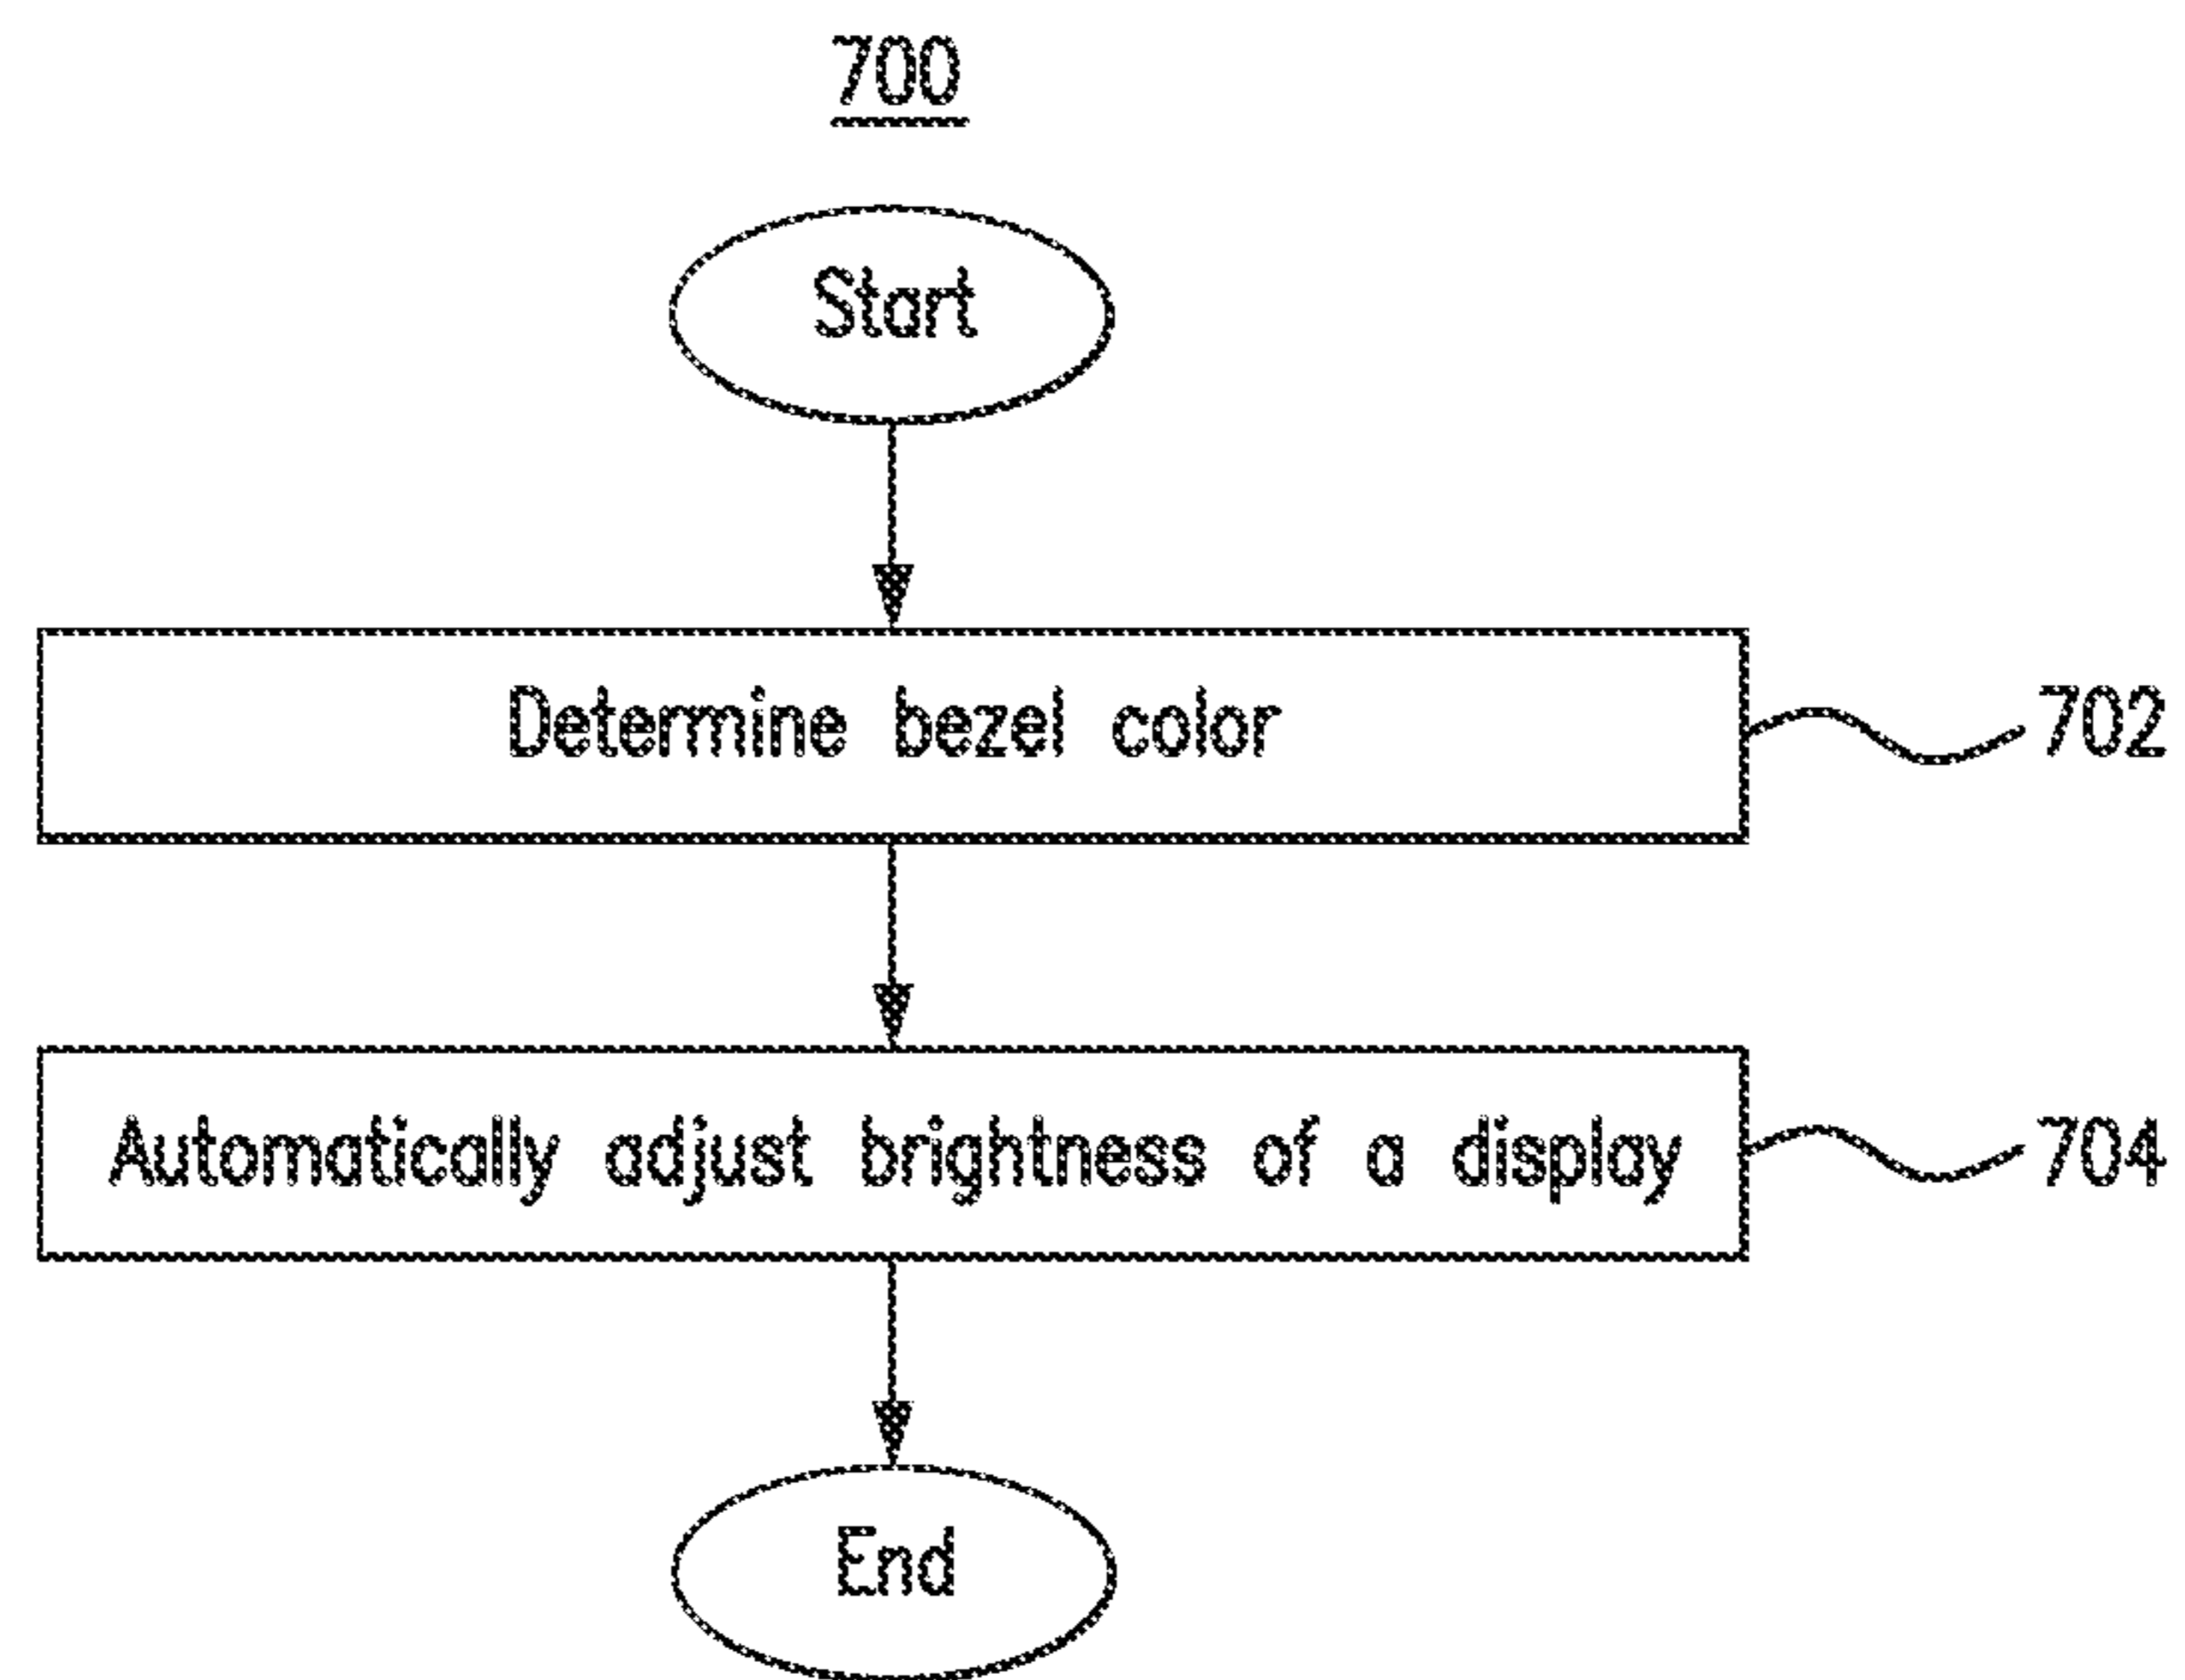 700
Start
Determine bezel color
702
Automatically adjust brightness of a display
704
End